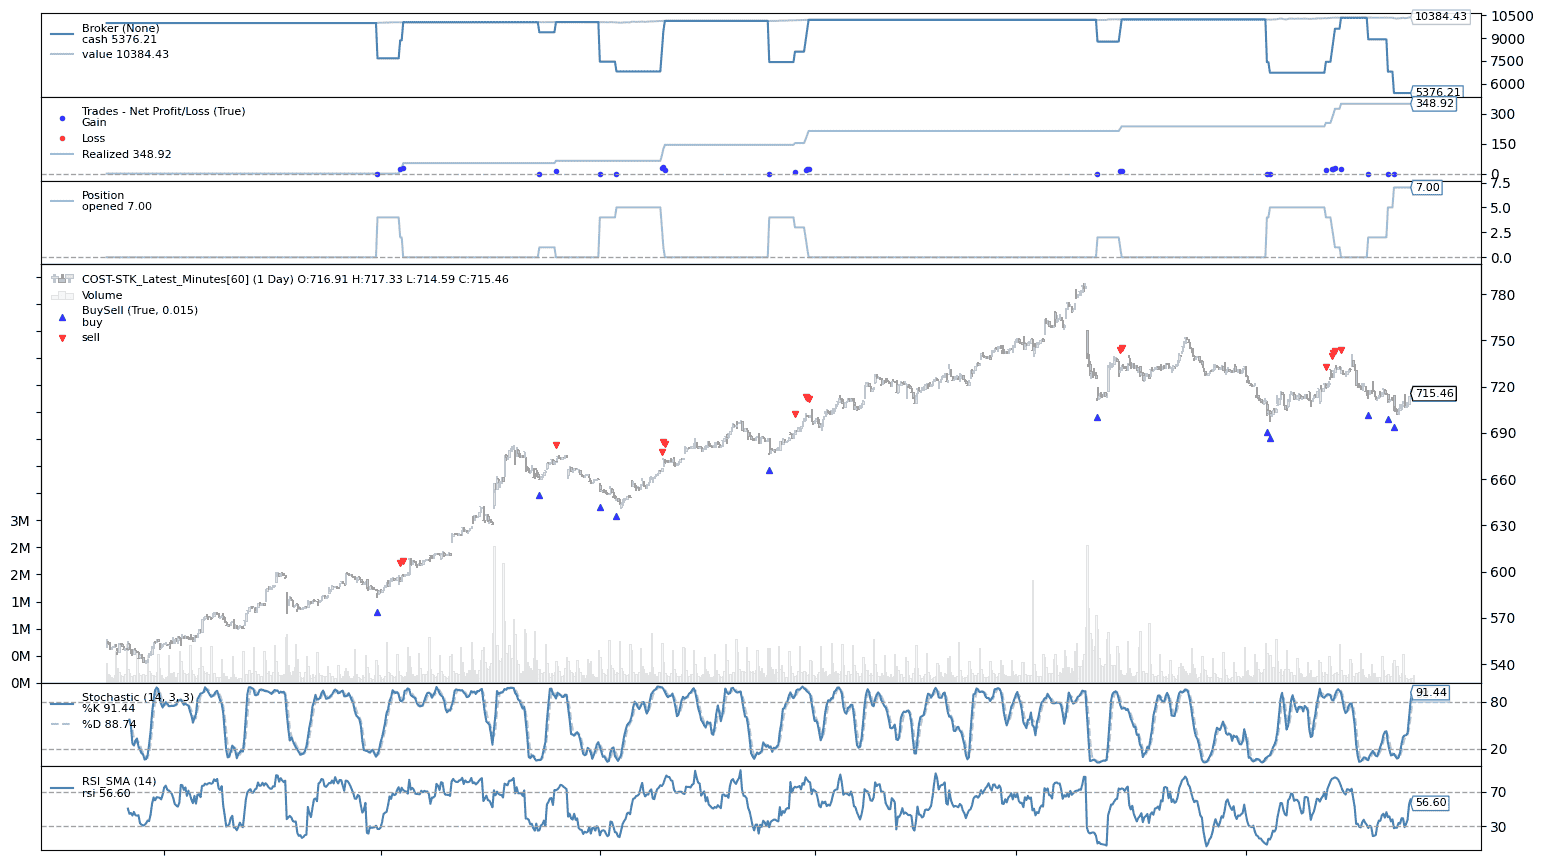 Broker (None)
cash 5376.21
value 10384.43
10384.43
10500
9000
7500
6000
5376.21
Trades - Net Profit/Loss (True)
Gain
Loss
Realized 348.92
348.92
300
150
0
Position
opened 7.00
7.00
7.5
5.0
2.5
0.0
COST-STK_Latest_Minutes[60] (1 Day) O:716.91 H:717.33 L:714.59 C:715.46
Volume
BuySell (True, 0.015)
buy
sell
780
750
720
715.46
690
660
630
600
570
540
3M
2M
2M
1M
1M
0M
0M
Stochastic (14, 3, 3)
%K 91.44
%D 88.74
91.44
80
20
RSI_SMA (14)
rsi 56.60
70
56.60
30